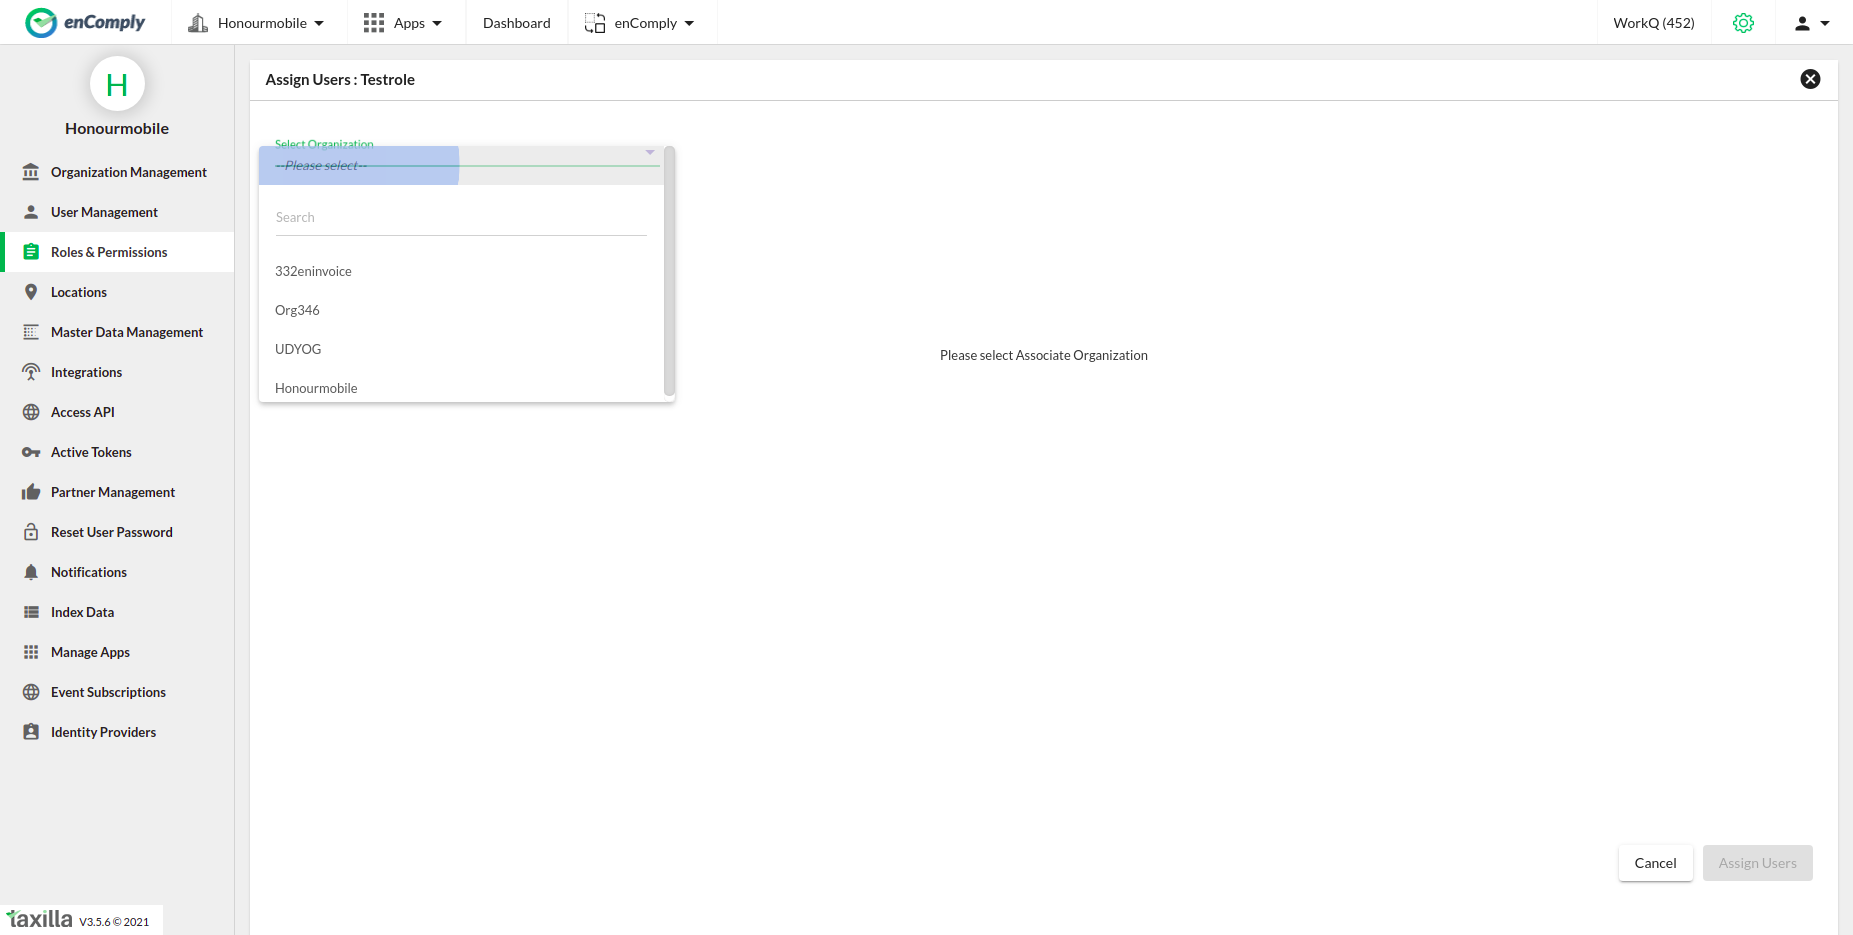 enComply
Honourmobile
Apps
Dashboard
enComply
WorkQ (452)
H
Honourmobile
Organization Management
User Management
Roles & Permissions
Locations
Master Data Management
Integrations
Access API
Active Tokens
Partner Management
Reset User Password
Notifications
Index Data
Manage Apps
Event Subscriptions
Identity Providers
taxilla V3.5.6 © 2021
Assign Users : Testrole
Select Organization
--Please select--
Search
332eninvoice
Org346
UDYOG
Honourmobile
Please select Associate Organization
Cancel
Assign Users